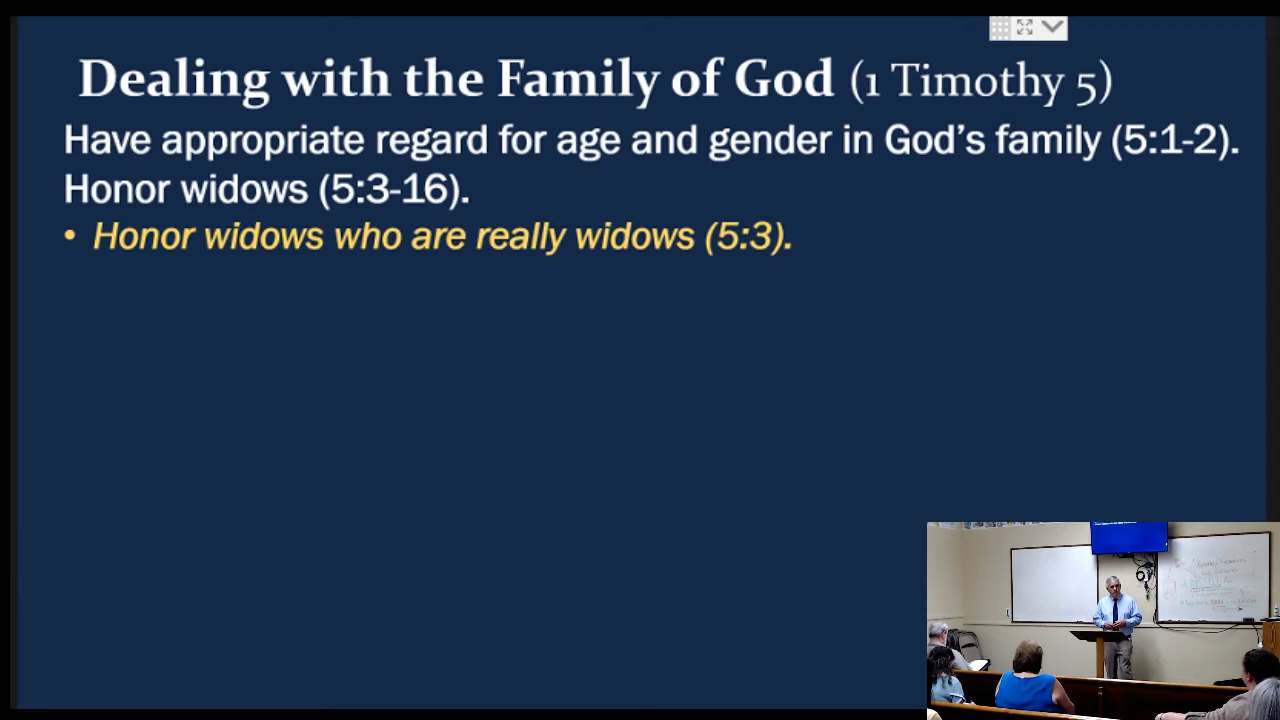 Dealing with the Family of God (1 Timothy 5)
Have appropriate regard for age and gender in God's family (5:1-2).
Honor widows (5:3-16).
• Honor widows who are really widows (5:3).